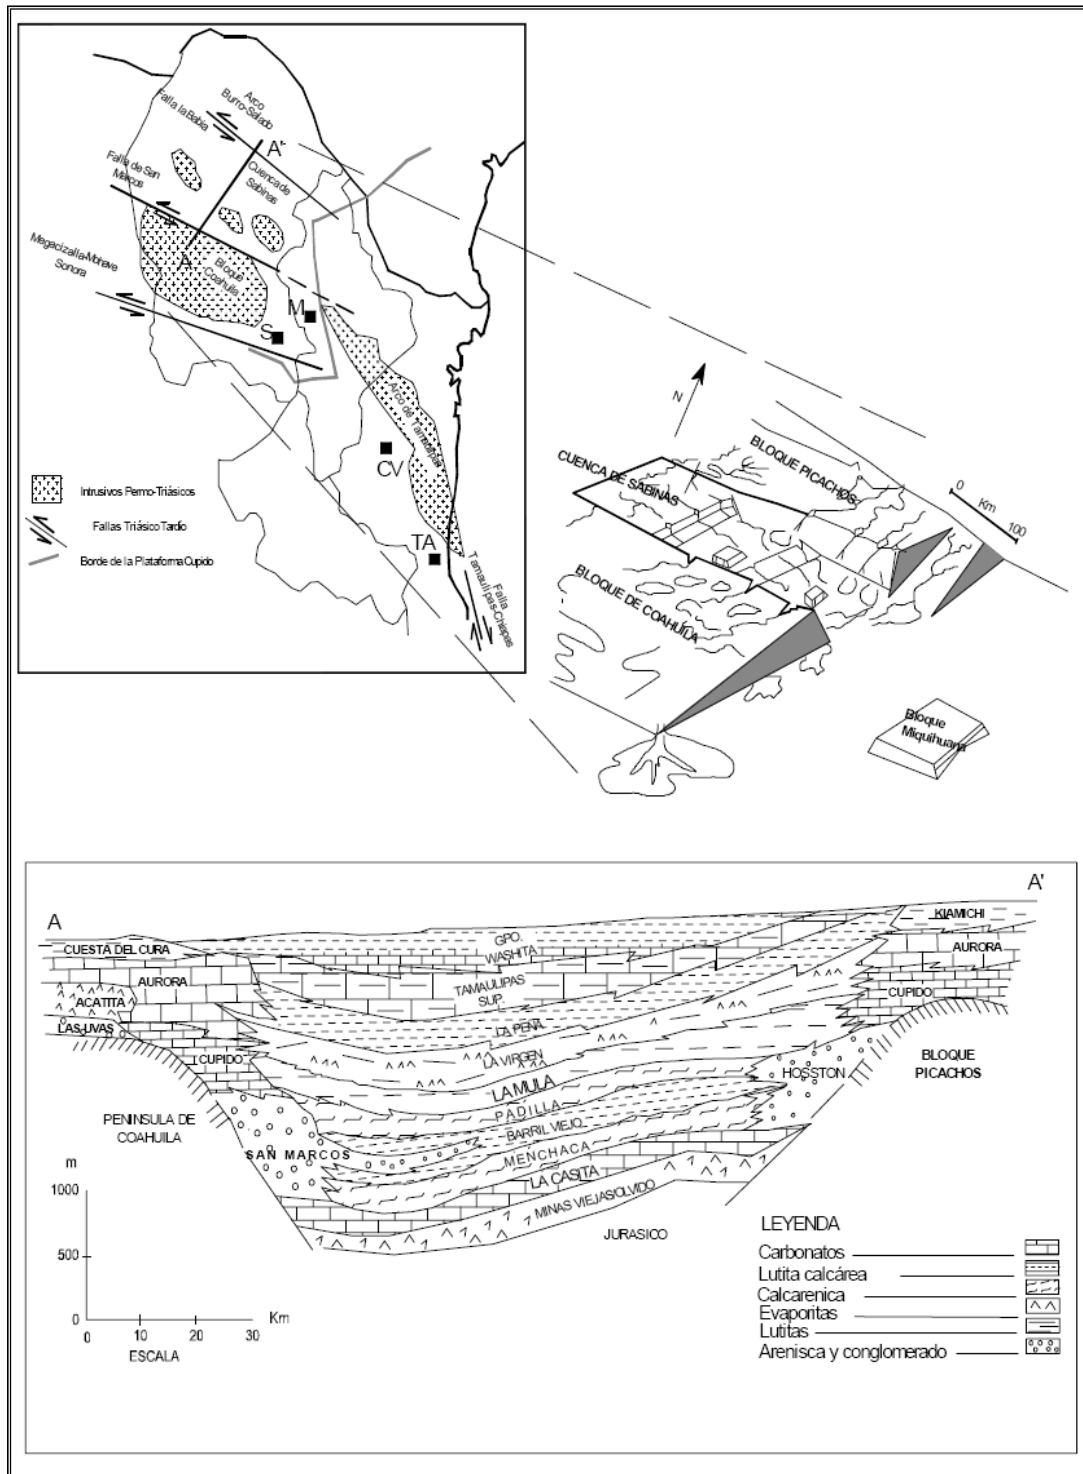 Arco
Burro-Salado
Falla la Babia
A'
Falla de San
Marcos
Cuenca de
Sabinas
Megacizalla-Mohave
Sonora
A
Bloque
Coahuila
M
S
Arco de Tamaulipas
CV
TA
Falla
Tamaulipas-Chiapas
Intrusivos Permo-Triásicos
Fallas Triásico Tardío
Borde de la Plataforma Cupido
N
BLOQUE PICACHOS
CUENCA DE SABINAS
0
Km
100
BLOQUE DE COAHUÍLA
Bloque
Miquihuana
A
A'
CUESTA DEL CURA
AURORA
ACATITA
LAS UVAS
CUPIDO
PENINSULA DE
COAHUILA
SAN MARCOS
GPO.
WASHITA
TAMAULIPAS
SUP.
LA PEÑA
LA VIRGEN
LA MULA
PADILLA
BARRIL VIEJO
MENCHACA
LA CASITA
MINAS VIEJAS/OLVIDO
JURASICO
KIAMICHI
AURORA
CUPIDO
HOSSTON
BLOQUE
PICACHOS
m
1000
500
0
0 10 20 30
Km
ESCALA
LEYENDA
Carbonatos
Lutita calcárea
Calcarenica
Evaporitas
Lutitas
Arenisca y conglomerado